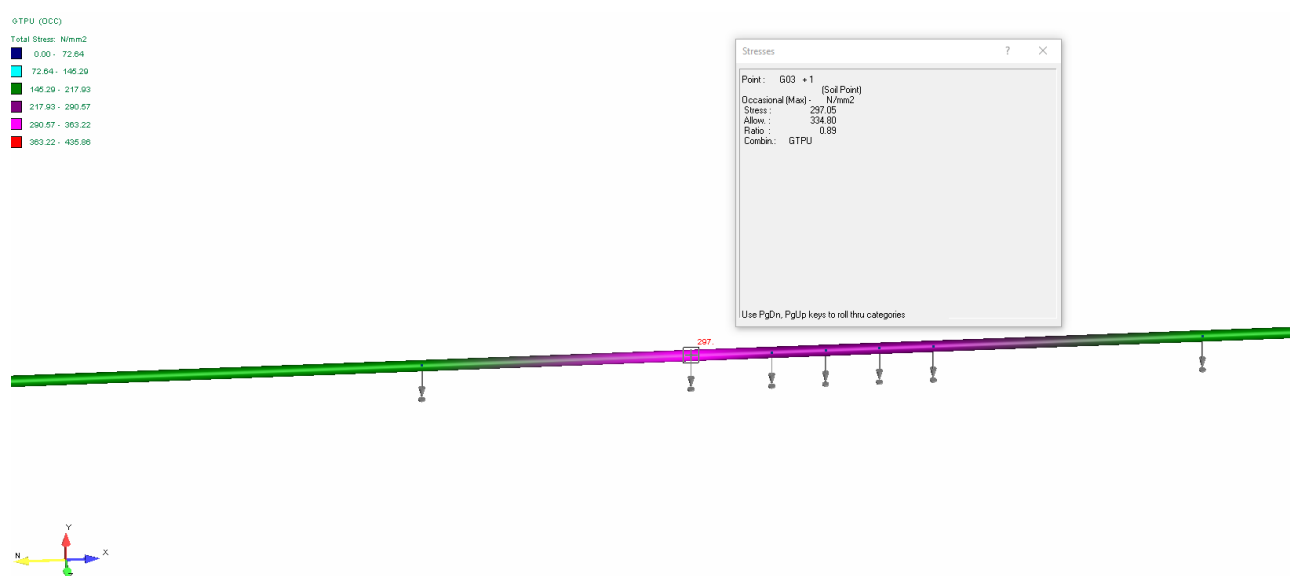 GTPU (OCC)
Total Stress: N/mm2
0.00 - 72.64
72.64 - 145.29
145.29 - 217.93
217.93 - 290.57
290.57 - 363.22
363.22 - 435.86
Stresses ? ×
Point : G03 + 1
(Soil Point)
Occasional (Max) - N/mm2
Stress : 297.05
Allow. : 334.80
Ratio : 0.89
Combin.: GTPU
Use PgDn, PgUp keys to roll thru categories
297.
Y
N X